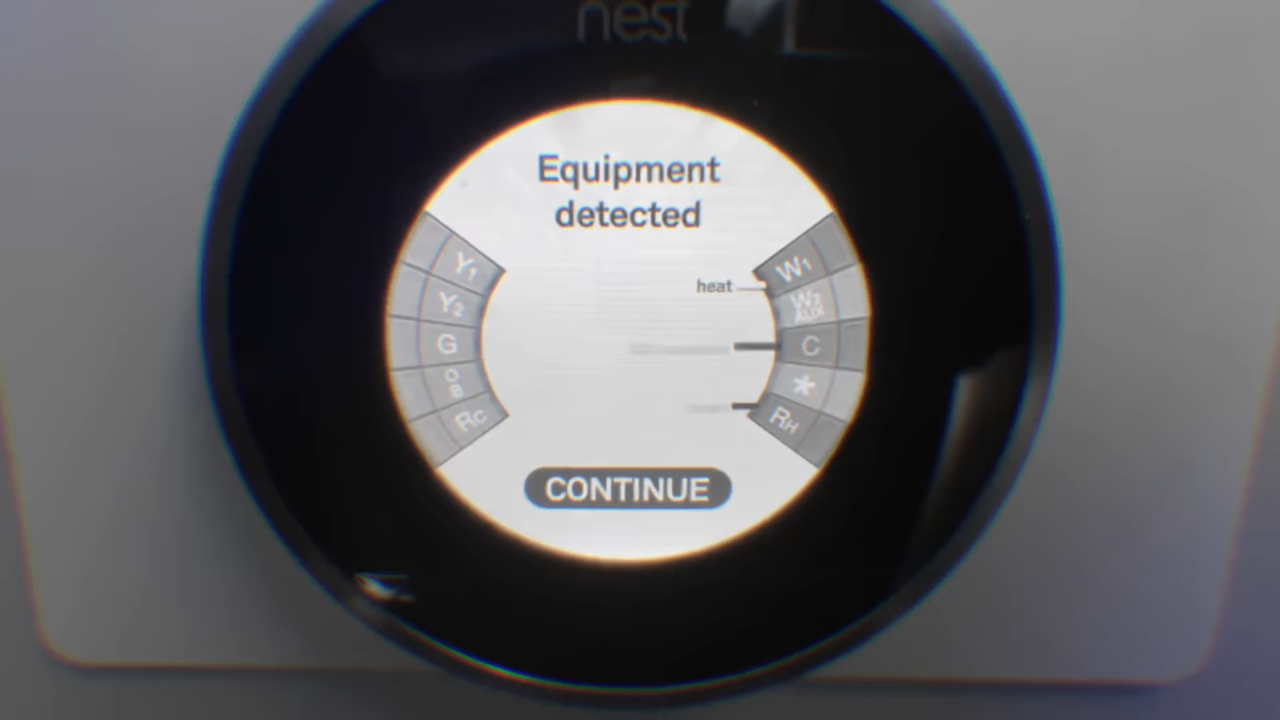 nest
Equipment
detected
Y1
W1
heat
Y2
W2
AUX
G
C
O
B
*
RC
RH
CONTINUE